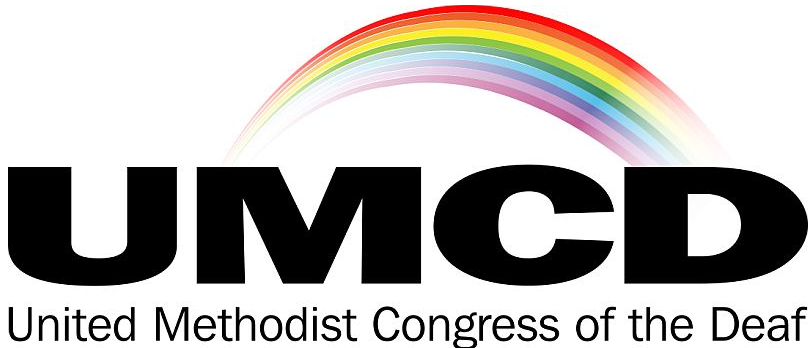 UMCD
United Methodist Congress of the Deaf